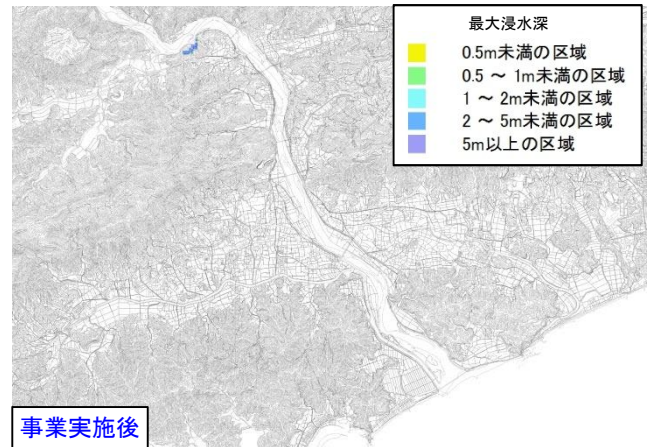 最大浸水深
0.5m未満の区域
0.5 ～ 1m未満の区域
1 ～ 2m未満の区域
2 ～ 5m未満の区域
5m以上の区域
事業実施後